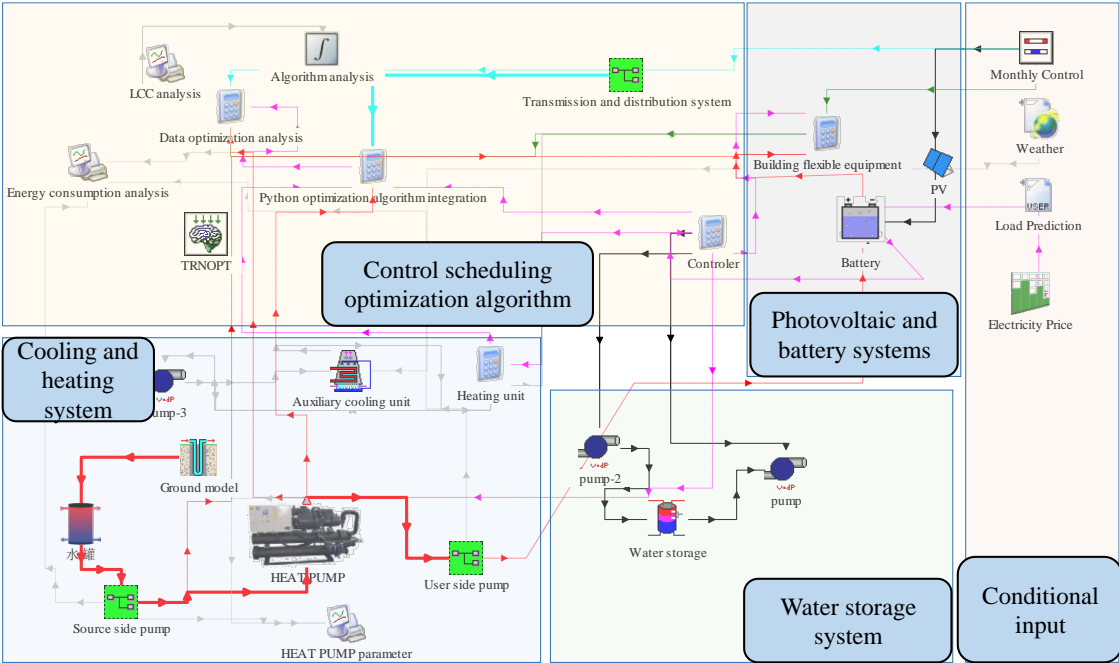 LCC analysis
Algorithm analysis
Transmission and distribution system
Monthly Control
Data optimization analysis
Building flexible equipment
Weather
Energy consumption analysis
Python optimization algorithm integration
PV
USER
Load Prediction
TRNOPT
Controler
Battery
Electricity Price
Control scheduling
optimization algorithm
Photovoltaic and
battery systems
Cooling and
heating
system
ump-3
Auxiliary cooling unit
Heating unit
Ground model
pump-2
pump
水罐
HEAT PUMP
User side pump
Water storage
Source side pump
HEAT PUMP parameter
Water storage
system
Conditional
input